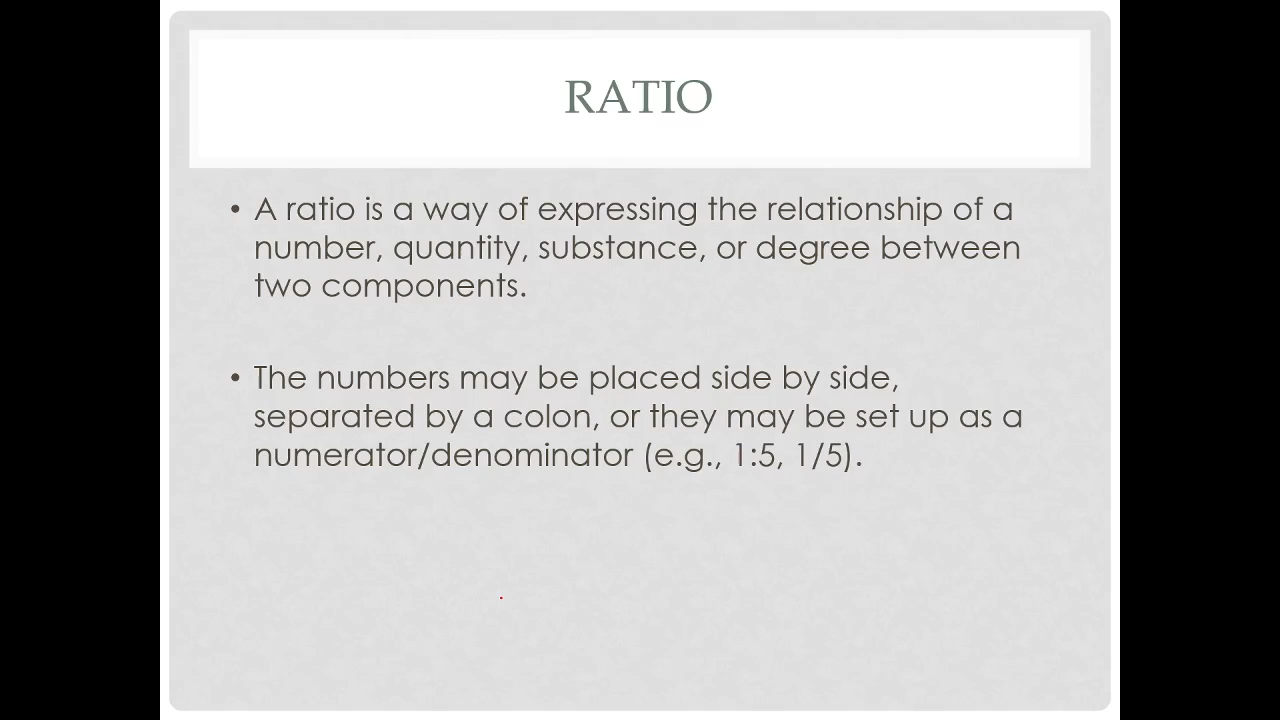 RATIO
• A ratio is a way of expressing the relationship of a
number, quantity, substance, or degree between
two components.
• The numbers may be placed side by side,
separated by a colon, or they may be set up as a
numerator/denominator (e.g., 1:5, 1/5).